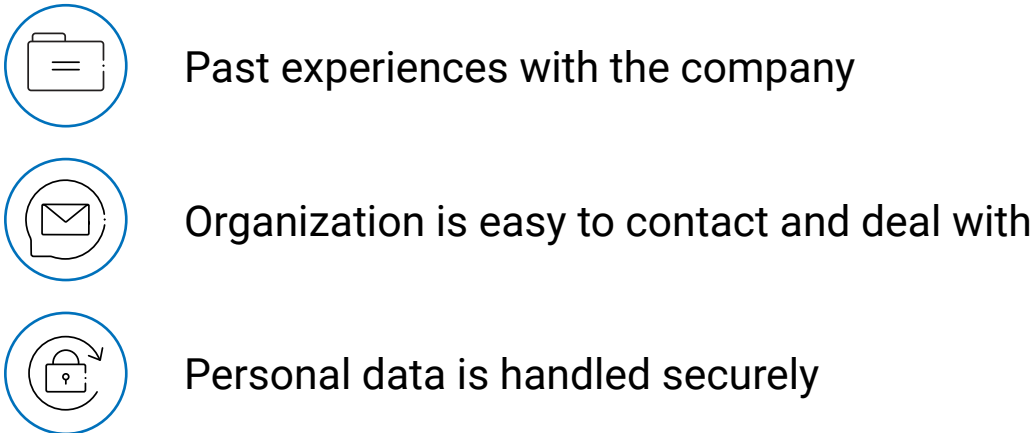 Past experiences with the company
Organization is easy to contact and deal with
Personal data is handled securely